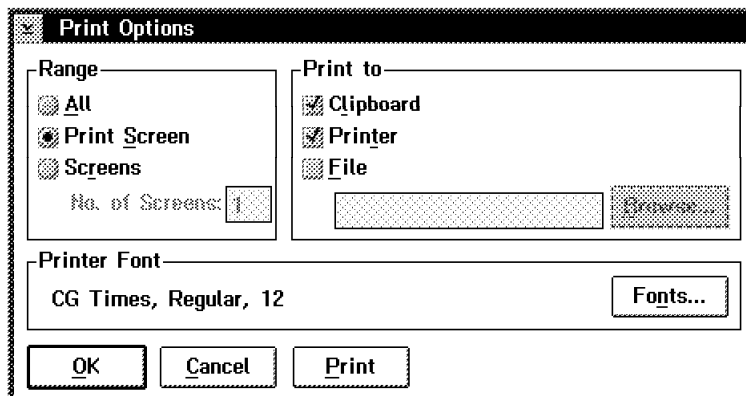 Print Options
Range
All
Print Screen
Screens
No. of Screens: 1
Print to
Clipboard
Printer
File
Browse...
Printer Font
CG Times, Regular, 12
Fonts...
OK
Cancel
Print